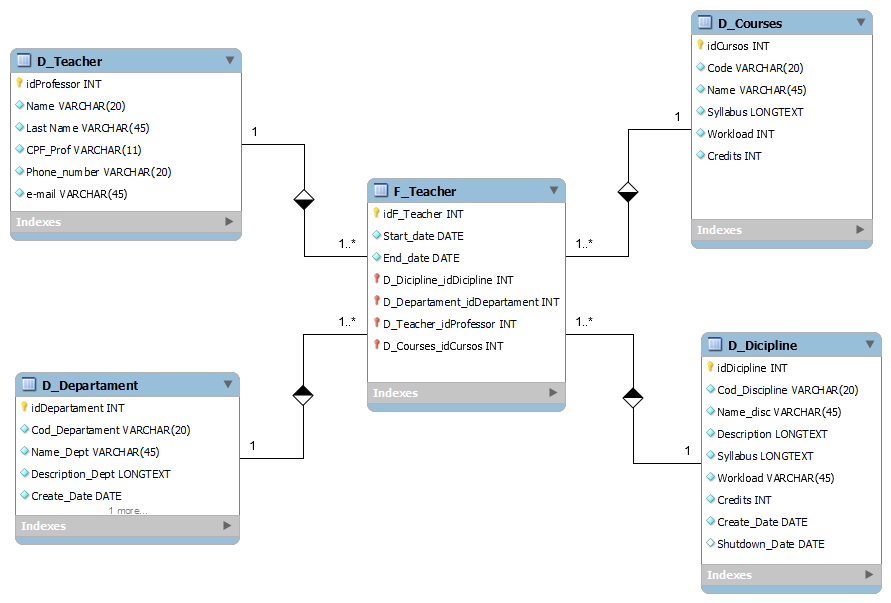 D_Teacher
idProfessor INT
Name VARCHAR(20)
Last Name VARCHAR(45)
CPF_Prof VARCHAR(11)
Phone_number VARCHAR(20)
e-mail VARCHAR(45)
Indexes
1
1..*
D_Courses
idCursos INT
Code VARCHAR(20)
Name VARCHAR(45)
Syllabus LONGTEXT
Workload INT
Credits INT
Indexes
1
1..*
F_Teacher
idF_Teacher INT
Start_date DATE
End_date DATE
D_Dicipline_idDicipline INT
D_Departament_idDepartament INT
D_Teacher_idProfessor INT
D_Courses_idCursos INT
Indexes
1..*
1..*
D_Departament
idDepartament INT
Cod_Departament VARCHAR(20)
Name_Dept VARCHAR(45)
Description_Dept LONGTEXT
Create_Date DATE
1 more...
Indexes
1
D_Dicipline
idDicipline INT
Cod_Discipline VARCHAR(20)
Name_disc VARCHAR(45)
Description LONGTEXT
Syllabus LONGTEXT
Workload VARCHAR(45)
Credits INT
Create_Date DATE
Shutdown_Date DATE
Indexes
1